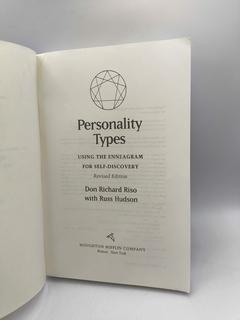 Personality
Types
USING THE ENNEAGRAM
FOR SELF-DISCOVERY
Revised Edition
Don Richard Riso
with Russ Hudson
HOUGHTON MIFFLIN COMPANY
Boston New York